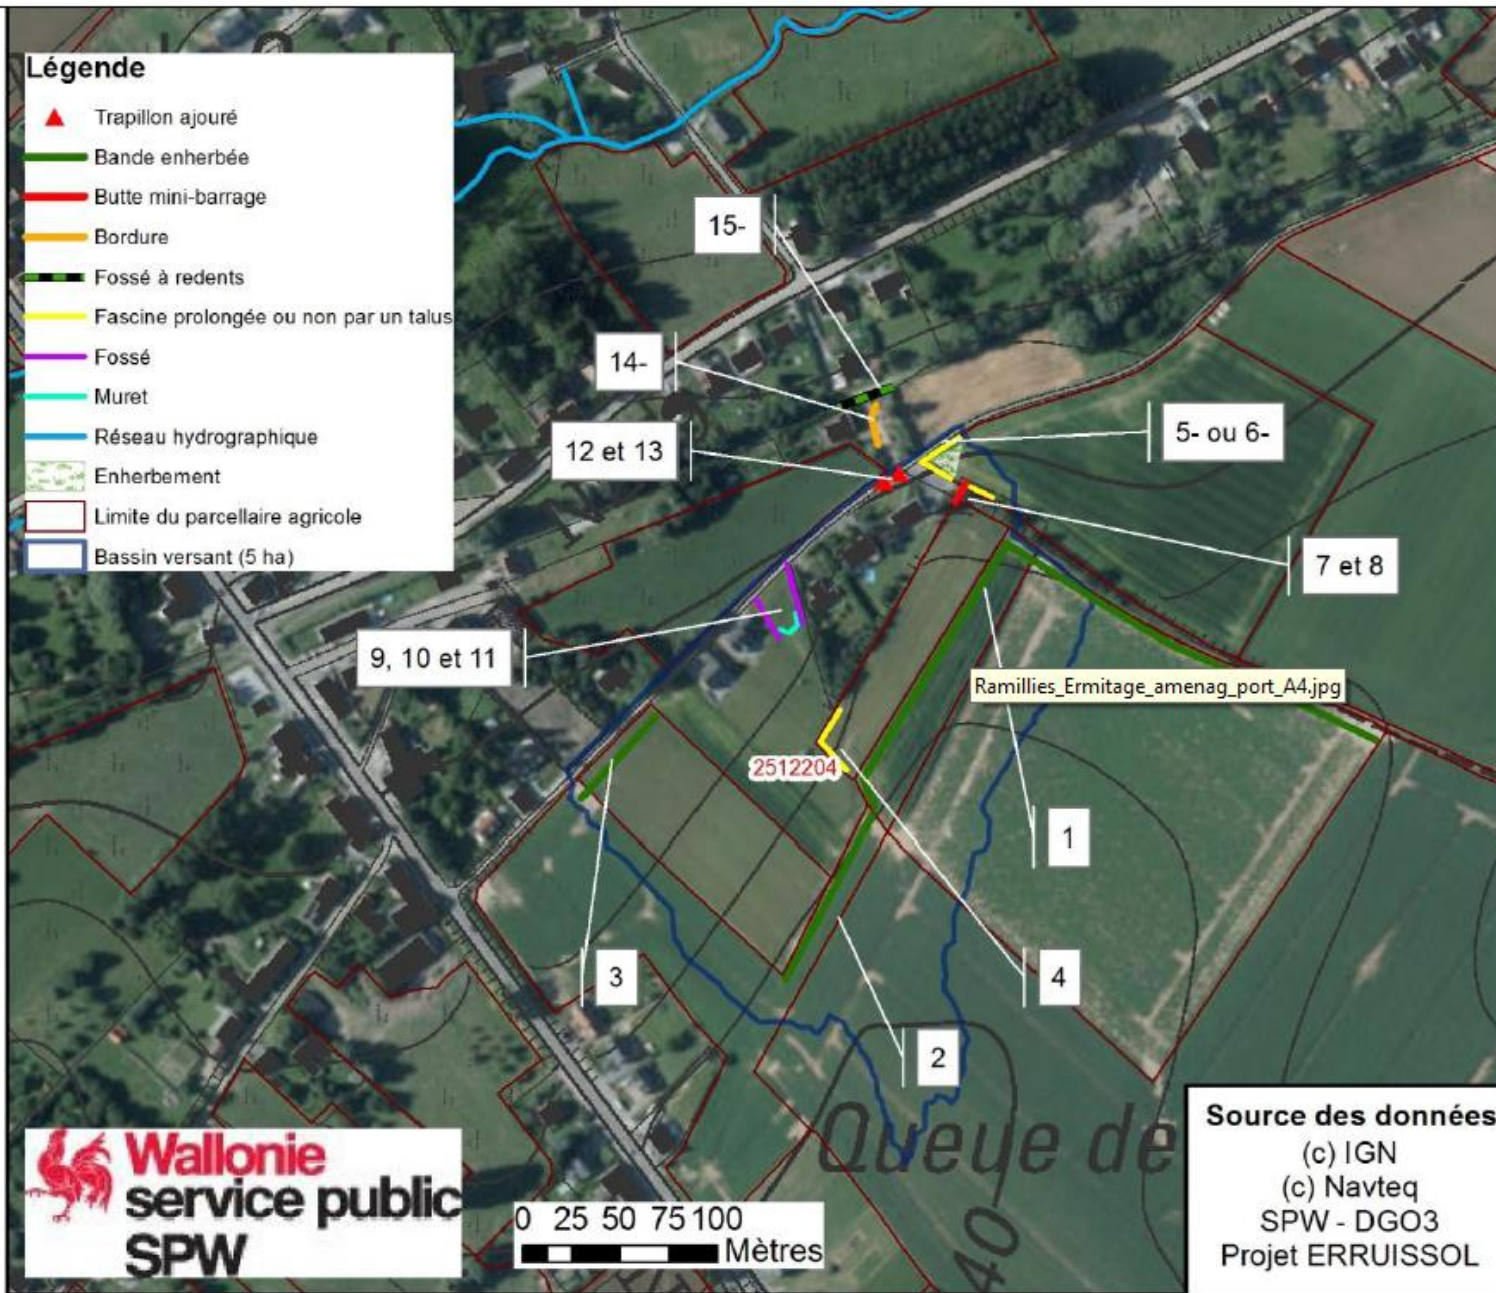 Légende
Trapillon ajouré
Bande enherbée
Butte mini-barrage
Bordure
Fossé à redents
Fascine prolongée ou non par un talus
Fossé
Muret
Réseau hydrographique
Enherbement
Limite du parcellaire agricole
Bassin versant (5 ha)
15-
14-
12 et 13
5- ou 6-
7 et 8
9, 10 et 11
Ramillies_Ermitage_amenag_port_A4.jpg
2512204
1
3
4
2
Queue de
40
Wallonie
service public
SPW
0 25 50 75 100
Mètres
Source des données
(c) IGN
(c) Navteq
SPW - DGO3
Projet ERRUISSOL